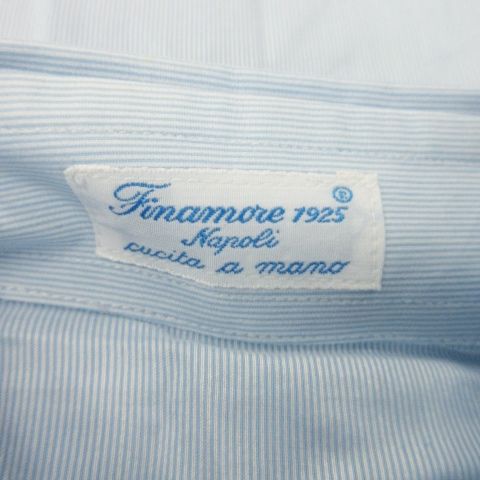 Finamore 1925 ®
Napoli
cucita a mano